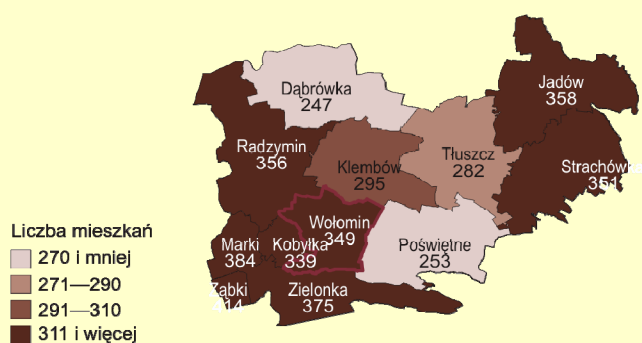 Dąbrówka
247
Jadów
358
Radzymin
356
Klembów
295
Tłuszcz
282
Strachówka
351
Wołomin
349
Marki
384
Kobyłka
339
Poświętne
253
Ząbki
414
Zielonka
375
Liczba mieszkań
270 i mniej
271—290
291—310
311 i więcej